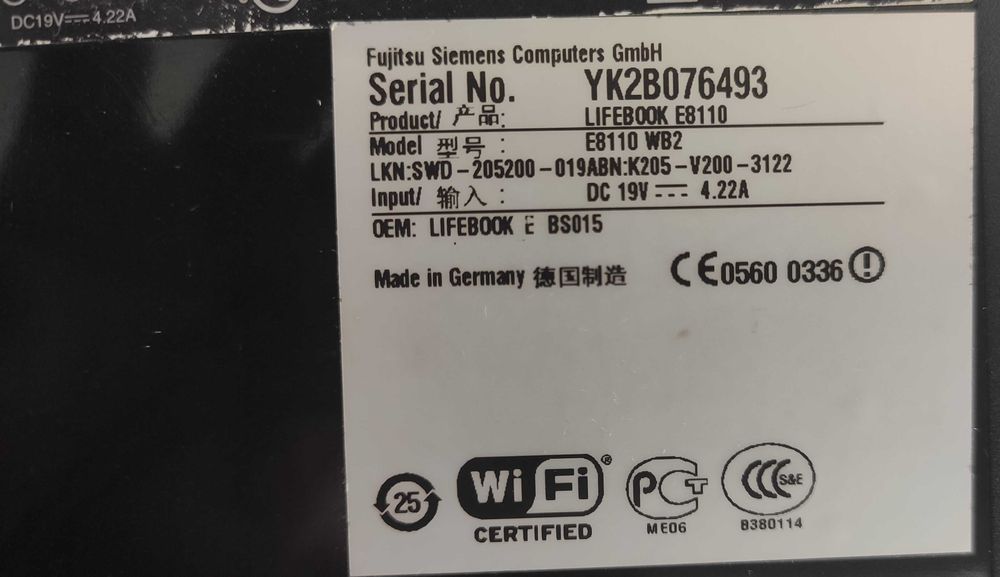 DC19V⎓4.22A
Fujitsu Siemens Computers GmbH
Serial No. YK2B076493
Product/ 产品: LIFEBOOK E8110
Model 型号 : E8110 WB2
LKN:SWD-205200-019ABN:K205-V200-3122
Input/ 输入 : DC 19V ⎓ 4.22A
OEM: LIFEBOOK E BS015
Made in Germany 德国制造 CE0560 0336
25 WiFi® PCT CCC S&E
CERTIFIED ME06 B380114